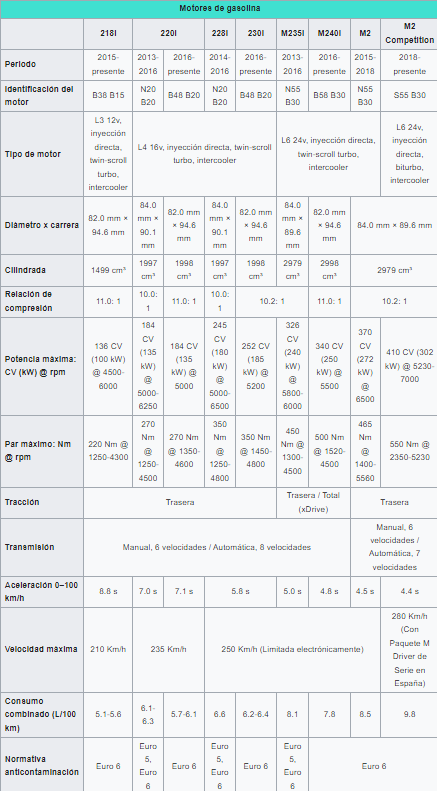 Motores de gasolina
218I 220I 228I 230I M235I M240I M2 M2
Competition
Periodo
2015-
presente
2013-
2016
2016-
presente
2014-
2016
2016-
presente
2013-
2016
2016-
presente
2015-
2018
2018-
presente
Identificación del
motor
B38 B15
N20
B20
B48 B20
N20
B20
B48 B20
N55
B30
B58 B30
N55
B30
S55 B30
Tipo de motor
L3 12v,
inyección
directa,
twin-scroll
turbo,
intercooler
L4 16v, inyección directa, twin-scroll
turbo, intercooler
L6 24v, inyección directa,
twin-scroll turbo,
intercooler
L6 24v,
inyección
directa,
biturbo,
intercooler
Diámetro x carrera
82.0 mm ×
94.6 mm
84.0
mm ×
90.1
mm
82.0 mm
× 94.6
mm
84.0
mm ×
90.1
mm
82.0 mm
× 94.6
mm
84.0
mm ×
89.6
mm
82.0 mm
× 94.6
mm
84.0 mm × 89.6 mm
Cilindrada
1499 cm³
1997
cm³
1998
cm³
1997
cm³
1998
cm³
2979
cm³
2998
cm³
2979 cm³
Relación de
compresión
11.0: 1
10.0:
1
11.0: 1
10.0:
1
10.2: 1
11.0: 1
10.2: 1
Potencia máxima:
CV (kW) @ rpm
136 CV
(100 kW)
@ 4500-
6000
184
CV
(135
kW)
@
5000-
6250
184 CV
(135
kW) @
5000
245
CV
(180
kW)
@
5000-
6500
252 CV
(185
kW) @
5200
326
CV
(240
kW)
@
5800-
6000
340 CV
(250
kW) @
5500
370
CV
(272
kW)
@
6500
410 CV (302
kW) @ 5230-
7000
Par máximo: Nm
@ rpm
220 Nm @
1250-4300
270
Nm
@
1250-
4500
270 Nm
@ 1350-
4600
350
Nm
@
1250-
4800
350 Nm
@ 1450-
4800
450
Nm @
1300-
4500
500 Nm
@ 1520-
4500
465
Nm
@
1400-
5560
550 Nm @
2350-5230
Tracción
Trasera
Trasera / Total
(xDrive)
Trasera
Transmisión
Manual, 6 velocidades / Automática, 8 velocidades
Manual, 6
velocidades /
Automática, 7
velocidades
Aceleración 0–100
km/h
8.8 s
7.0 s
7.1 s
5.8 s
5.0 s
4.8 s
4.5 s
4.4 s
Velocidad máxima
210 Km/h
235 Km/h
250 Km/h (Limitada electrónicamente)
280 Km/h
(Con
Paquete M
Driver de
Serie en
España)
Consumo
combinado (L/100
km)
5.1-5.6
6.1-
6.3
5.7-6.1
6.6
6.2-6.4
8.1
7.8
8.5
9.8
Normativa
anticontaminación
Euro 6
Euro
5,
Euro
6
Euro 6
Euro
5,
Euro
6
Euro 6
Euro
5,
Euro
6
Euro 6